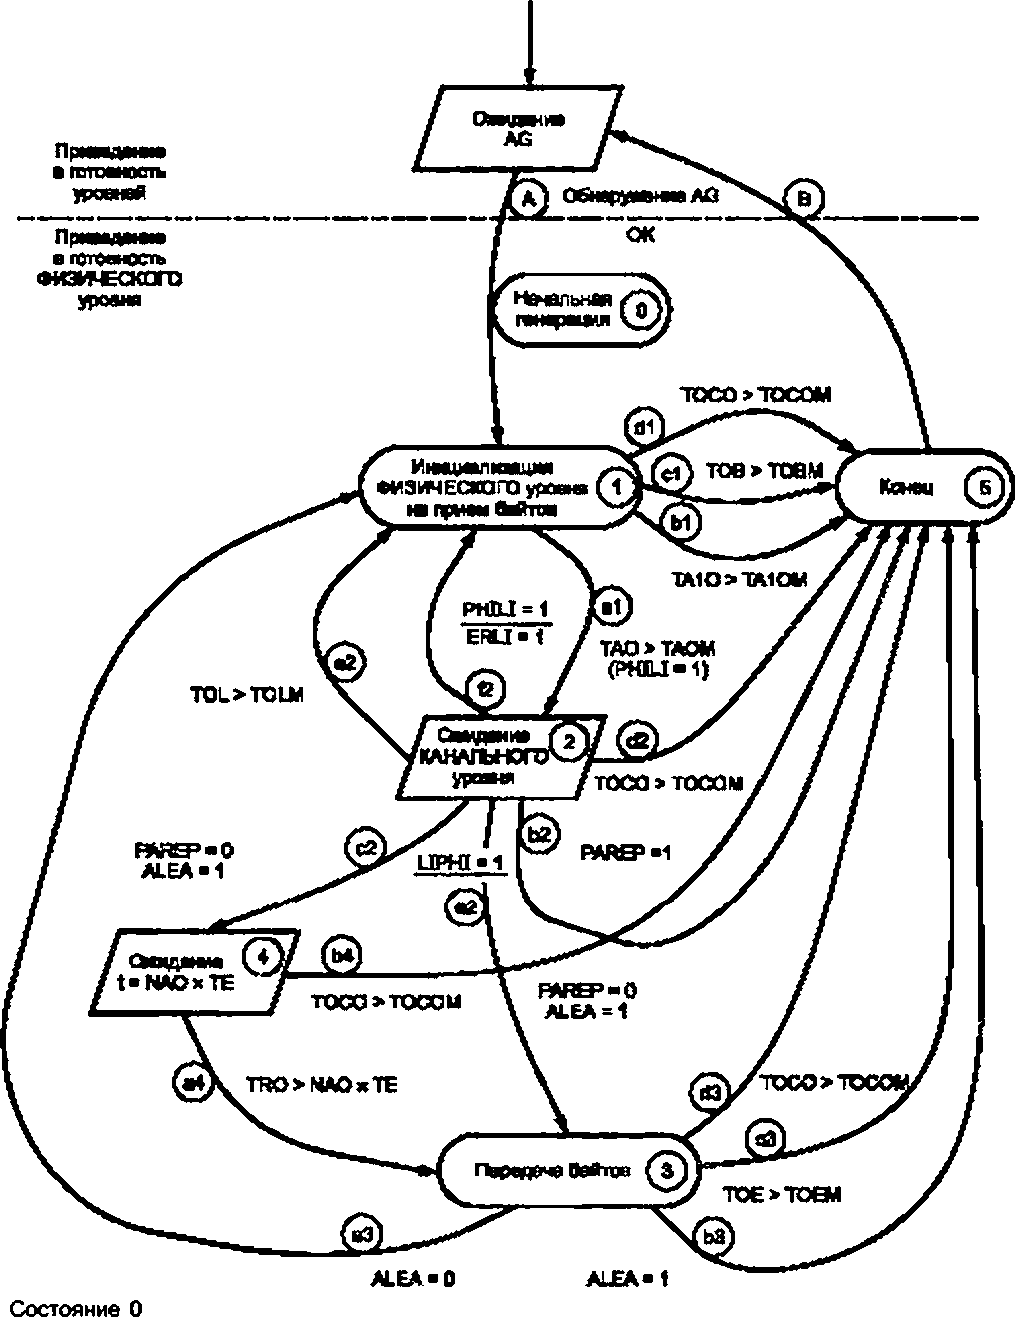 Ожидание
AG
Приведение
в готовность
уровней
A
Обнаружение AG
B
OK
Приведение
в готовность
ФИЗИЧЕСКОГО
уровня
Начальная
генерация
0
TOCO > TOCOM
d1
Инициализация
ФИЗИЧЕСКОГО уровня
на прием байтов
1
c1
TOB > TOBM
Конец
5
b1
TA1O > TA1OM
PHILI = 1
ERLI = 1
a1
TAO > TAOM
(PHILI = 1)
e2
TOL > TOLM
f2
Ожидание
КАНАЛЬНОГО
уровня
2
d2
TOCO > TOCOM
c2
PAREP = 0
ALEA = 1
LIPHI = 1
b2
PAREP = 1
a2
Ожидание
t = NAO × TE
4
b4
TOCO > TOCOM
PAREP = 0
ALEA = 1
a4
TRO > NAO × TE
d3
TOCO > TOCOM
c3
Передача байтов
3
TOE > TOEM
a3
b3
ALEA = 0
ALEA = 1
Состояние 0